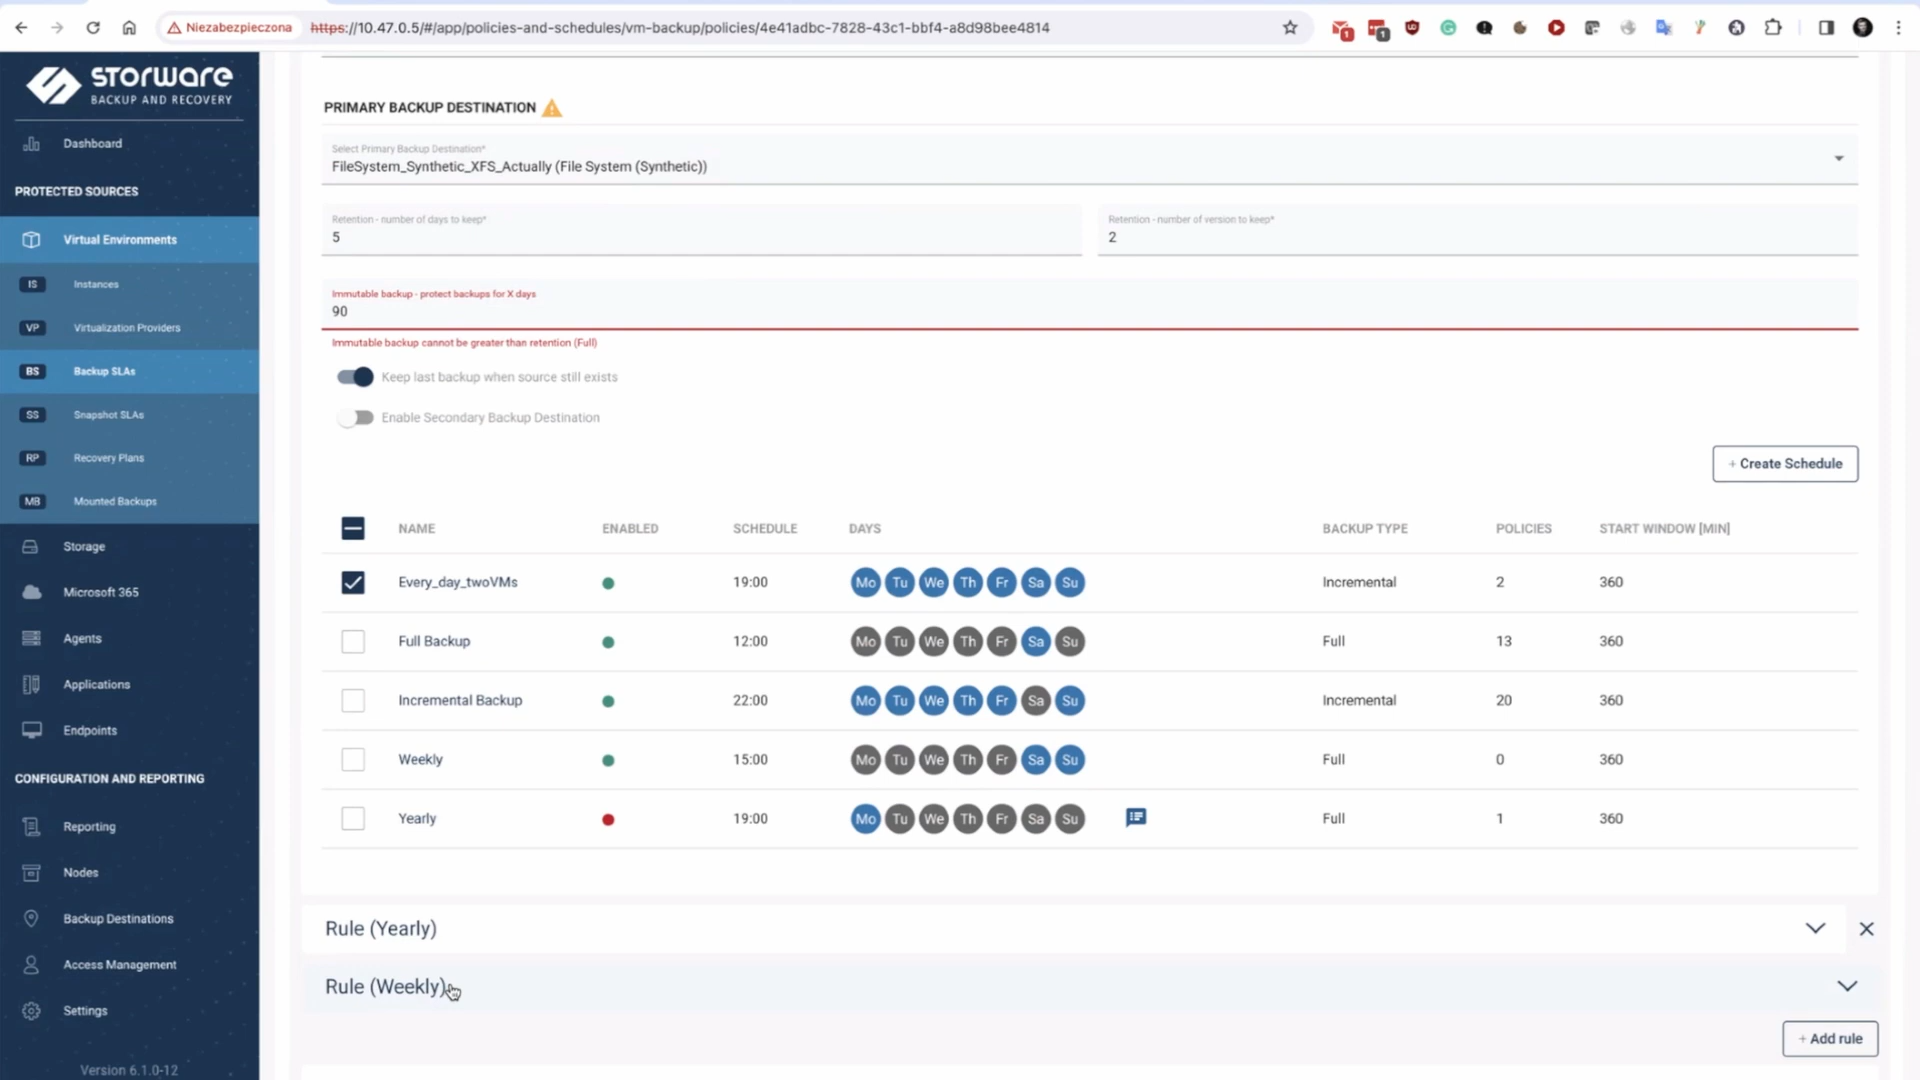 Niezabezpieczona
https://10.47.0.5/#/app/policies-and-schedules/vm-backup/policies/4e41adbc-7828-43c1-bbf4-a8d98bee4814
1
1
STORWARE
BACKUP AND RECOVERY
Dashboard
PROTECTED SOURCES
Virtual Environments
IS Instances
VP Virtualization Providers
BS Backup SLAs
SS Snapshot SLAs
RP Recovery Plans
MB Mounted Backups
Storage
Microsoft 365
Agents
Applications
Endpoints
CONFIGURATION AND REPORTING
Reporting
Nodes
Backup Destinations
Access Management
Settings
Version 6.1.0-12
PRIMARY BACKUP DESTINATION
Select Primary Backup Destination*
FileSystem_Synthetic_XFS_Actually (File System (Synthetic))
Retention - number of days to keep*
5
Retention - number of version to keep*
2
Immutable backup - protect backups for X days
90
Immutable backup cannot be greater than retention (Full)
Keep last backup when source still exists
Enable Secondary Backup Destination
+ Create Schedule
NAME ENABLED SCHEDULE DAYS BACKUP TYPE POLICIES START WINDOW [MIN]
Every_day_twoVMs 19:00 Mo Tu We Th Fr Sa Su Incremental 2 360
Full Backup 12:00 Mo Tu We Th Fr Sa Su Full 13 360
Incremental Backup 22:00 Mo Tu We Th Fr Sa Su Incremental 20 360
Weekly 15:00 Mo Tu We Th Fr Sa Su Full 0 360
Yearly 19:00 Mo Tu We Th Fr Sa Su Full 1 360
Rule (Yearly)
Rule (Weekly)
+ Add rule